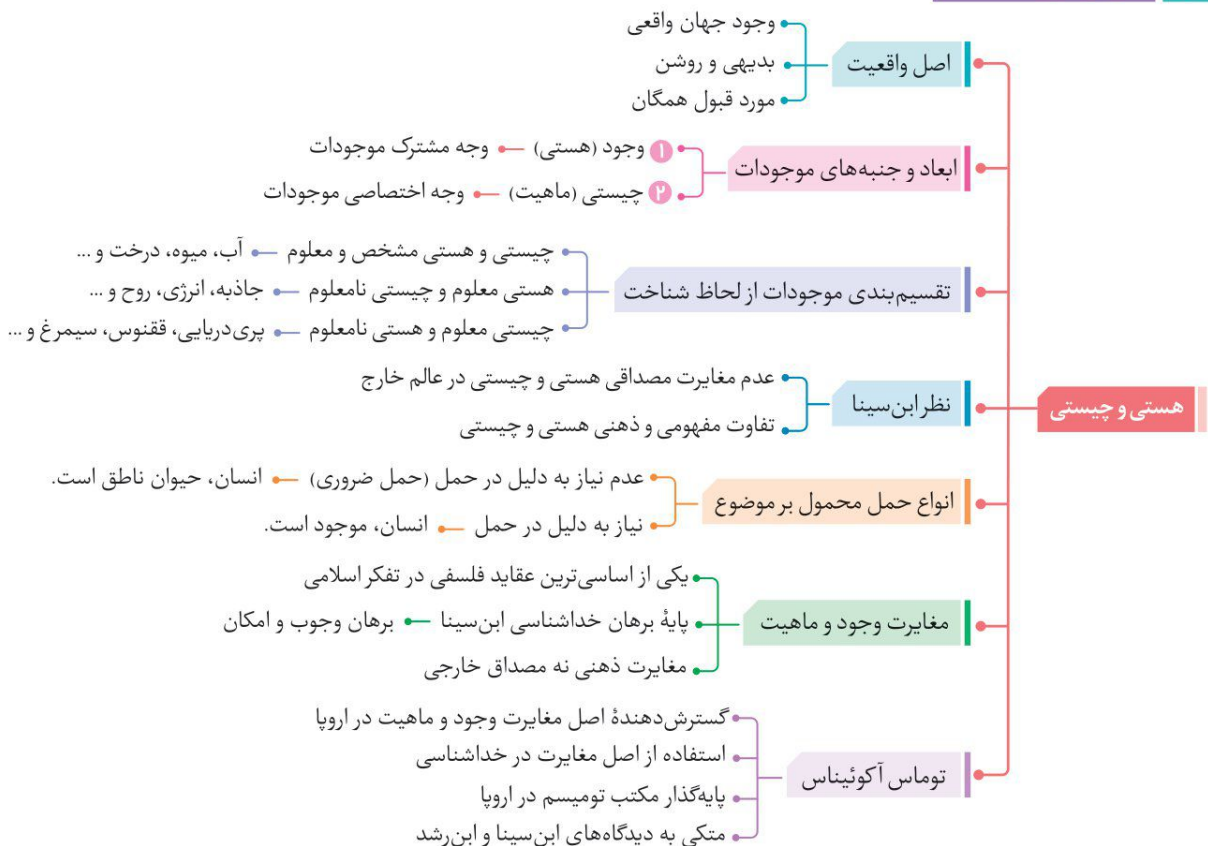 هستی و چیستی
اصل واقعیت
وجود جهان واقعی
بدیهی و روشن
مورد قبول همگان
ابعاد و جنبه‌های موجودات
۱ وجود (هستی) وجه مشترک موجودات
۲ چیستی (ماهیت) وجه اختصاصی موجودات
تقسیم‌بندی موجودات از لحاظ شناخت
چیستی و هستی مشخص و معلوم آب، میوه، درخت و ...
هستی معلوم و چیستی نامعلوم جاذبه، انرژی، روح و ...
چیستی معلوم و هستی نامعلوم پری‌دریایی، ققنوس، سیمرغ و ...
نظر ابن‌سینا
عدم مغایرت مصداقی هستی و چیستی در عالم خارج
تفاوت مفهومی و ذهنی هستی و چیستی
انواع حمل محمول بر موضوع
عدم نیاز به دلیل در حمل (حمل ضروری) انسان، حیوان ناطق است.
نیاز به دلیل در حمل انسان، موجود است.
مغایرت وجود و ماهیت
یکی از اساسی‌ترین عقاید فلسفی در تفکر اسلامی
پایهٔ برهان خداشناسی ابن‌سینا برهان وجوب و امکان
مغایرت ذهنی نه مصداق خارجی
توماس آکوئیناس
گسترش‌دهندهٔ اصل مغایرت وجود و ماهیت در اروپا
استفاده از اصل مغایرت در خداشناسی
پایه‌گذار مکتب تومیسم در اروپا
متکی به دیدگاه‌های ابن‌سینا و ابن‌رشد